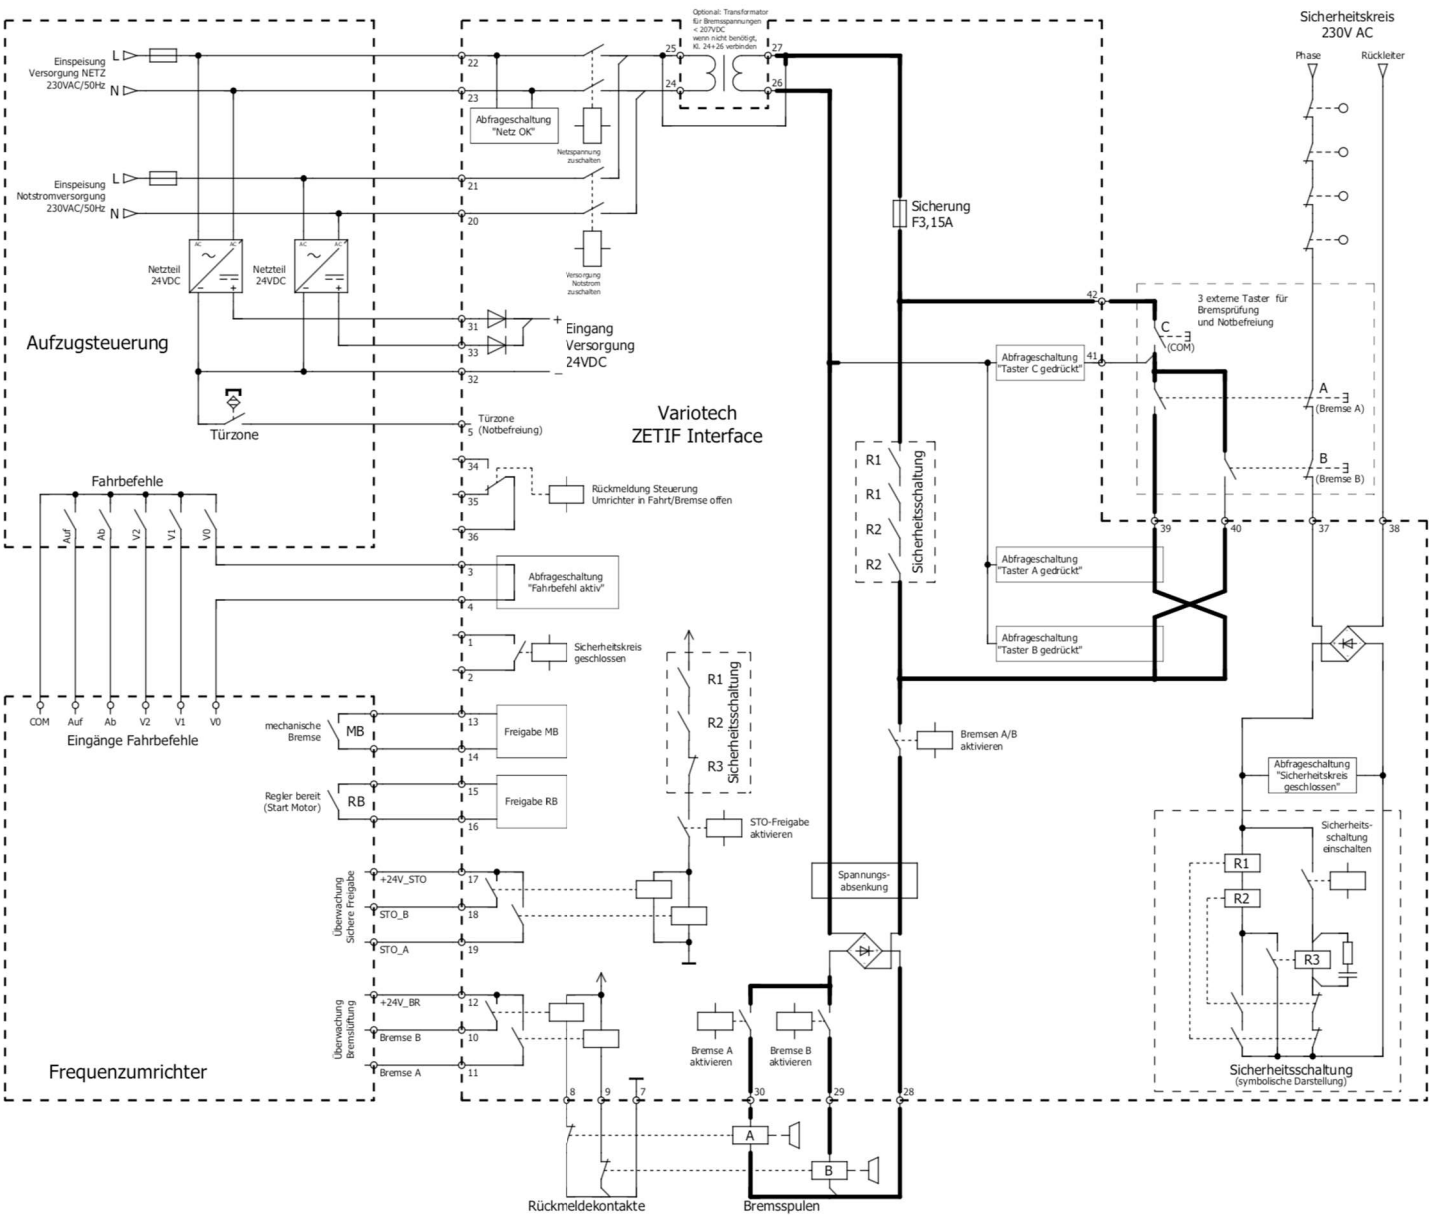 Optional: Transformator
für Bremsspannungen
< 207VDC
wenn nicht benötigt,
Kl. 24+26 verbinden
Sicherheitskreis
230V AC
Phase
Rückleiter
Einspeisung
Versorgung NETZ
230VAC/50Hz
L
N
22
23
25
24
27
26
Abfrageschaltung
"Netz OK"
Netzspannung
zuschalten
Einspeisung
Notstromversorgung
230VAC/50Hz
L
N
21
20
Sicherung
F3,15A
AC
AC
AC
AC
Netzteil
24VDC
Netzteil
24VDC
Versorgung
Notstrom
zuschalten
42
3 externe Taster für
Bremsprüfung
und Notbefreiung
C
(COM)
Aufzugsteuerung
31
33
32
+
−
Eingang
Versorgung
24VDC
Abfrageschaltung
"Taster C gedrückt"
41
A
(Bremse A)
Türzone
5
Türzone
(Notbefreiung)
Variotech
ZETIF Interface
B
(Bremse B)
34
35
36
Rückmeldung Steuerung
Umrichter in Fahrt/Bremse offen
R1
R1
R2
R2
Sicherheitsschaltung
Fahrbefehle
Auf
Ab
V2
V1
V0
39
40
37
38
3
4
Abfrageschaltung
"Fahrbefehl aktiv"
Abfrageschaltung
"Taster A gedrückt"
1
2
Sicherheitskreis
geschlossen
Abfrageschaltung
"Taster B gedrückt"
R1
R2
R3
Sicherheitsschaltung
COM
Auf
Ab
V2
V1
V0
Eingänge Fahrbefehle
mechanische
Bremse
MB
13
14
Freigabe MB
Bremsen A/B
aktivieren
Regler bereit
(Start Motor)
RB
15
16
Freigabe RB
Abfrageschaltung
"Sicherheitskreis
geschlossen"
STO-Freigabe
aktivieren
Sicherheits-
schaltung
einschalten
Überwachung
Sichere Freigabe
+24V_STO
STO_B
STO_A
17
18
19
Spannungs-
absenkung
R1
R2
R3
Überwachung
Bremslüftung
+24V_BR
Bremse B
Bremse A
12
10
11
Bremse A
aktivieren
Bremse B
aktivieren
Frequenzumrichter
Sicherheitsschaltung
(symbolische Darstellung)
8
9
7
30
29
28
A
B
Rückmeldekontakte
Bremsspulen